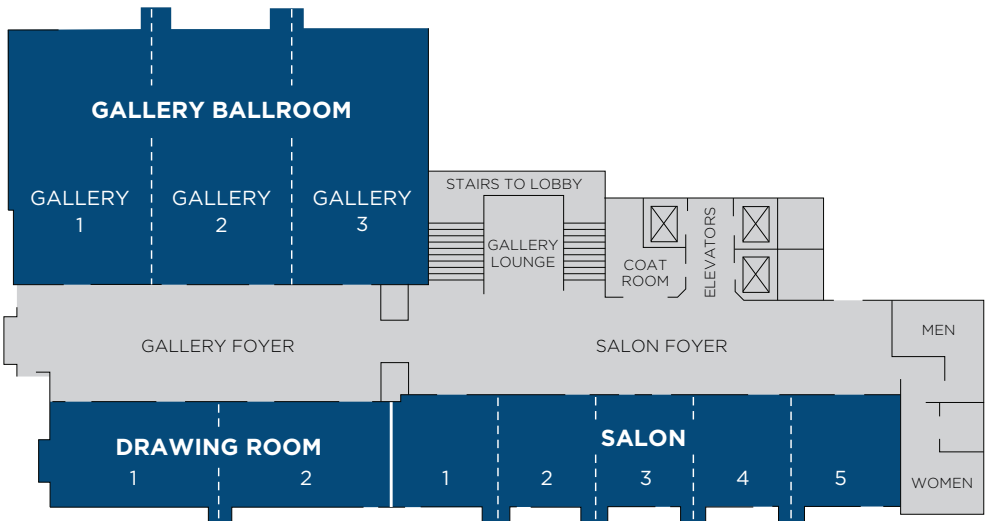 GALLERY BALLROOM
GALLERY
1
GALLERY
2
GALLERY
3
STAIRS TO LOBBY
GALLERY
LOUNGE
COAT
ROOM
ELEVATORS
GALLERY FOYER
SALON FOYER
MEN
DRAWING ROOM
1
2
SALON
1
2
3
4
5
WOMEN